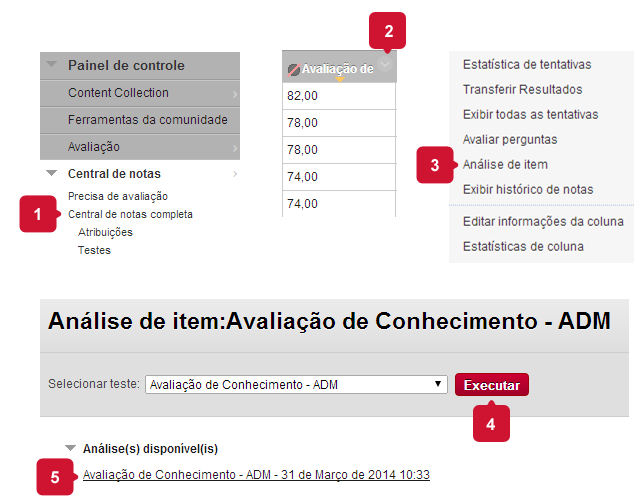 2
Painel de controle
Content Collection
Ferramentas da comunidade
Avaliação
Central de notas
Precisa de avaliação
1
Central de notas completa
Atribuições
Testes
Avaliação de
82,00
78,00
78,00
74,00
74,00
Estatística de tentativas
Transferir Resultados
Exibir todas as tentativas
Avaliar perguntas
3
Análise de item
Exibir histórico de notas
Editar informações da coluna
Estatísticas de coluna
Análise de item:Avaliação de Conhecimento - ADM
Selecionar teste: Avaliação de Conhecimento - ADM Executar
4
Análise(s) disponível(is)
5 Avaliação de Conhecimento - ADM - 31 de Março de 2014 10:33